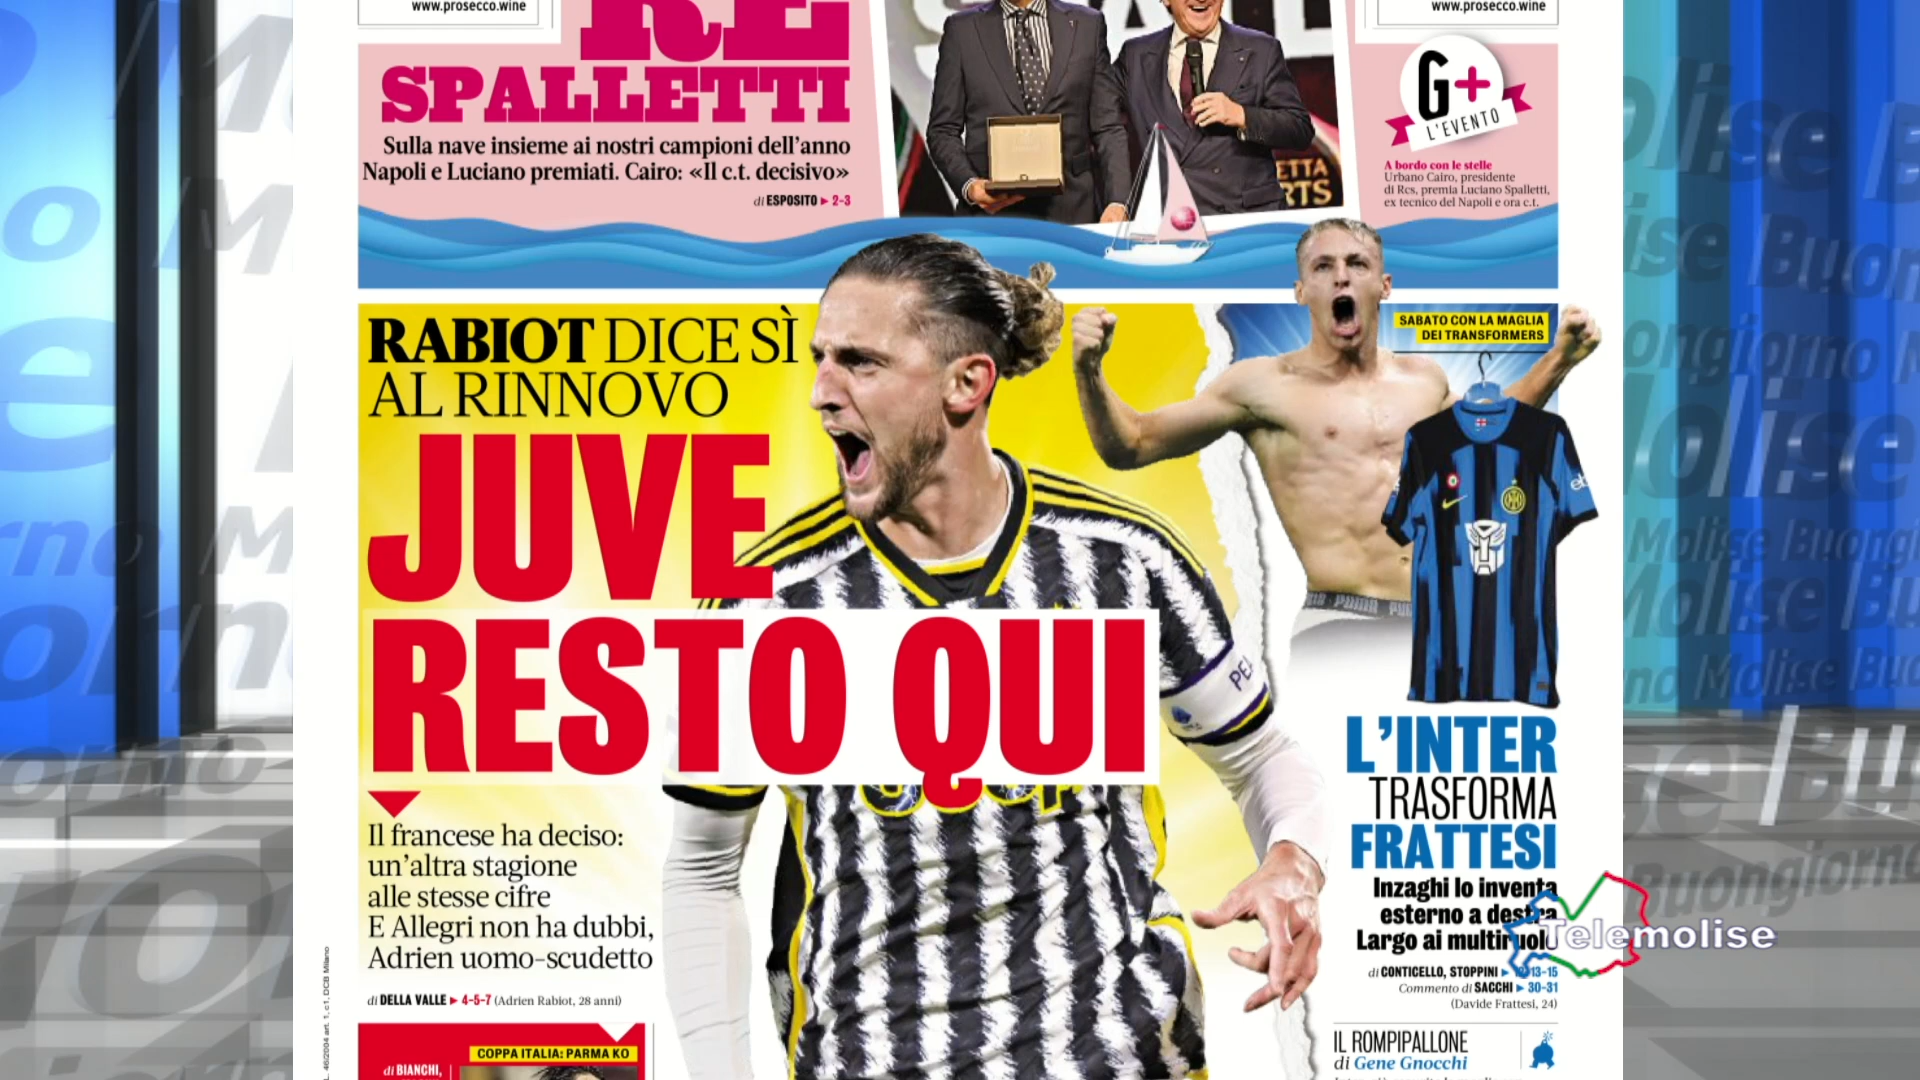 www.prosecco.wine
www.prosecco.wine
RE
SPALLETTI
Sulla nave insieme ai nostri campioni dell'anno
Napoli e Luciano premiati. Cairo: «Il c.t. decisivo»
di ESPOSITO ▶ 2-3
ETTA
RTS
G+
L'EVENTO
A bordo con le stelle
Urbano Cairo, presidente
di Rcs, premia Luciano Spalletti,
ex tecnico del Napoli e ora c.t.
RABIOT DICE SÌ
AL RINNOVO
JUVE
RESTO QUI
Il francese ha deciso:
un'altra stagione
alle stesse cifre
E Allegri non ha dubbi,
Adrien uomo-scudetto
di DELLA VALLE ▶ 4-5-7 (Adrien Rabiot, 28 anni)
SABATO CON LA MAGLIA
DEI TRANSFORMERS
L'INTER
TRASFORMA
FRATTESI
Inzaghi lo inventa
esterno a destra
Largo ai multiruolo
di CONTICELLO, STOPPINI ▶ 13-15
Commento di SACCHI ▶ 30-31
(Davide Frattesi, 24)
Telemolise
COPPA ITALIA: PARMA KO
di BIANCHI,
IL ROMPIPALLONE
di Gene Gnocchi
PUMA
Buongiorno Molise